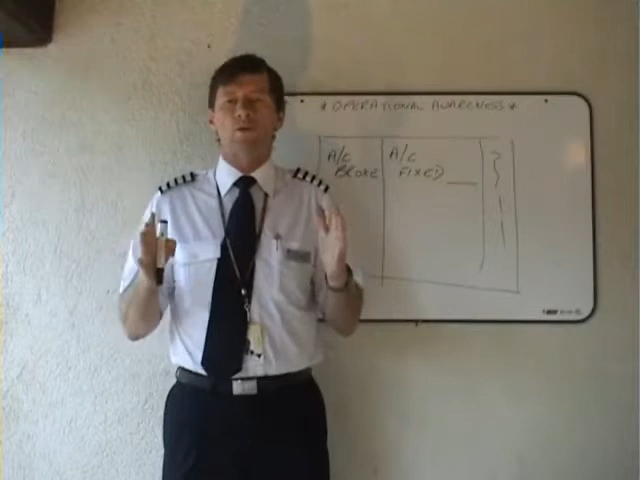 * OPERATIONAL AWARENESS *
A/C
BROKE
A/C
FIXED